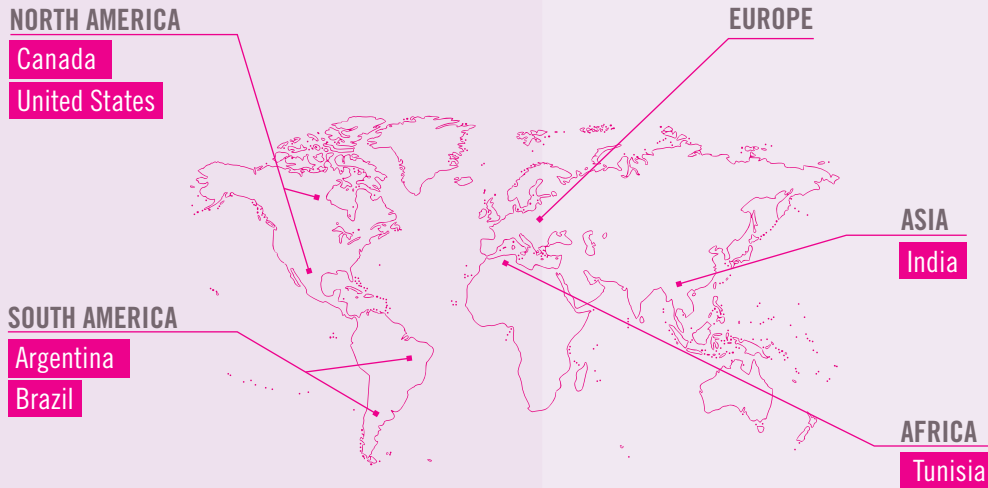 NORTH AMERICA
Canada
United States
EUROPE
ASIA
India
SOUTH AMERICA
Argentina
Brazil
AFRICA
Tunisia